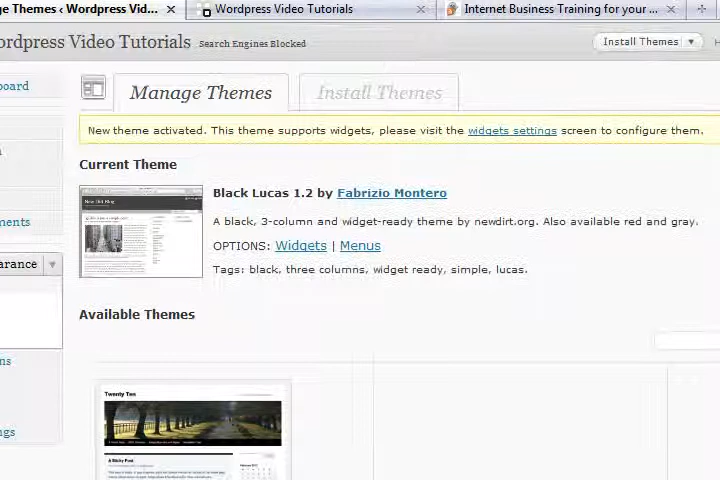 ge Themes ‹ Wordpress Vid...
Wordpress Video Tutorials
Internet Business Training for your ...
ordpress Video Tutorials
Search Engines Blocked
Install Themes
H
board
Manage Themes
Install Themes
New theme activated. This theme supports widgets, please visit the widgets settings screen to configure them.
Current Theme
Black Lucas 1.2 by Fabrizio Montero
A black, 3-column and widget-ready theme by newdirt.org. Also available red and gray.
ments
OPTIONS: Widgets | Menus
arance
Tags: black, three columns, widget ready, simple, lucas.
Available Themes
ns
Twenty Ten
ngs
A Sticky Post